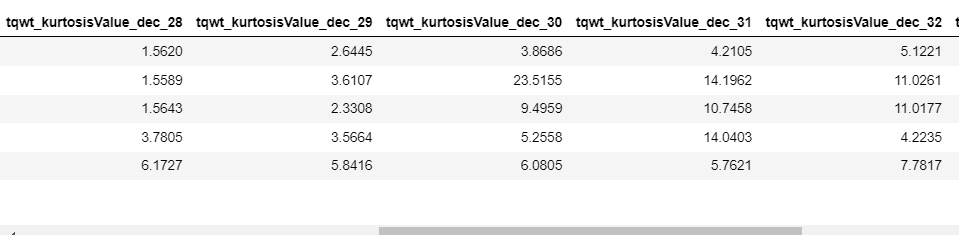 tqwt_kurtosisValue_dec_28 tqwt_kurtosisValue_dec_29 tqwt_kurtosisValue_dec_30 tqwt_kurtosisValue_dec_31 tqwt_kurtosisValue_dec_32
1.5620 2.6445 3.8686 4.2105 5.1221
1.5589 3.6107 23.5155 14.1962 11.0261
1.5643 2.3308 9.4959 10.7458 11.0177
3.7805 3.5664 5.2558 14.0403 4.2235
6.1727 5.8416 6.0805 5.7621 7.7817